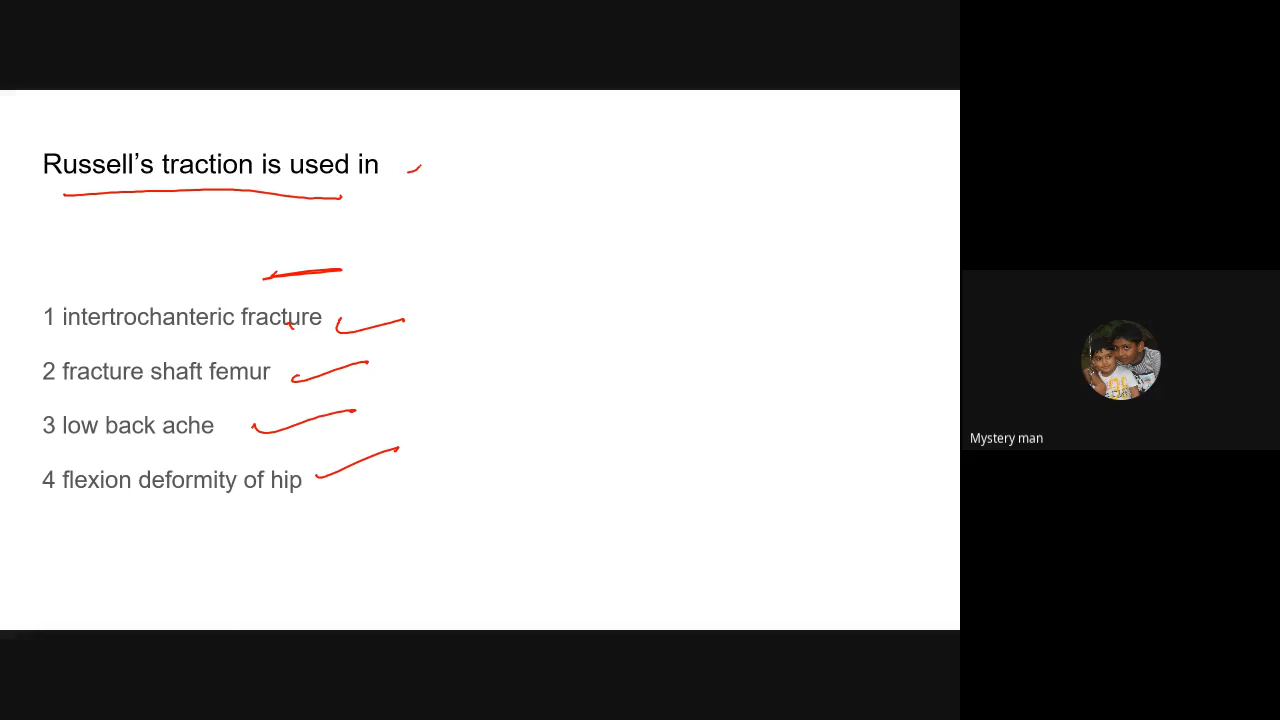 Russell’s traction is used in
1 intertrochanteric fracture
2 fracture shaft femur
3 low back ache
4 flexion deformity of hip
Mystery man